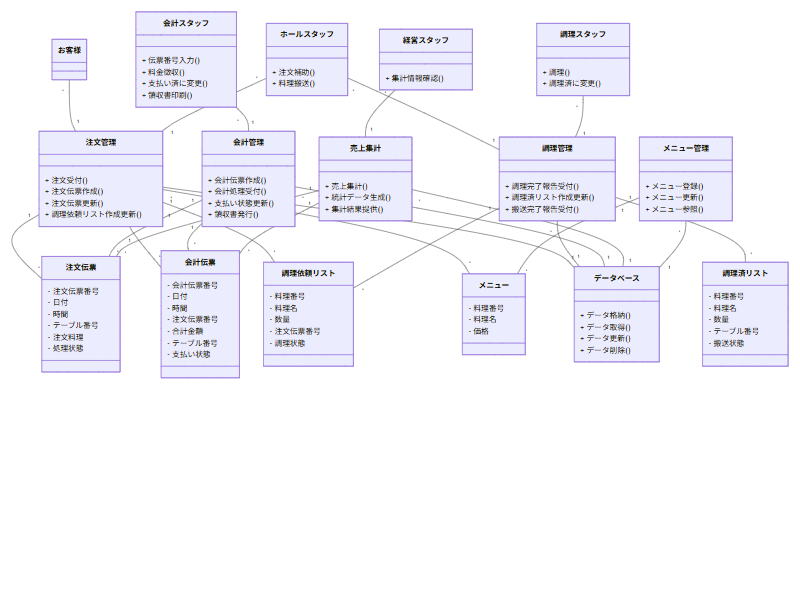 お客様
会計スタッフ
+ 伝票番号入力()
+ 料金徴収()
+ 支払い済に変更()
+ 領収書印刷()
ホールスタッフ
+ 注文補助()
+ 料理搬送()
経営スタッフ
+ 集計情報確認()
調理スタッフ
+ 調理()
+ 調理済に変更()
注文管理
+ 注文受付()
+ 注文伝票作成()
+ 注文伝票更新()
+ 調理依頼リスト作成更新()
会計管理
+ 会計伝票作成()
+ 会計処理受付()
+ 支払い状態更新()
+ 領収書発行()
売上集計
+ 売上集計()
+ 統計データ生成()
+ 集計結果提供()
調理管理
+ 調理完了報告受付()
+ 調理済リスト作成更新()
+ 搬送完了報告受付()
メニュー管理
+ メニュー登録()
+ メニュー更新()
+ メニュー参照()
注文伝票
- 注文伝票番号
- 日付
- 時間
- テーブル番号
- 注文料理
- 処理状態
会計伝票
- 会計伝票番号
- 日付
- 時間
- 注文伝票番号
- 合計金額
- テーブル番号
- 支払い状態
調理依頼リスト
- 料理番号
- 料理名
- 数量
- 注文伝票番号
- 調理状態
メニュー
- 料理番号
- 料理名
- 価格
データベース
+ データ格納()
+ データ取得()
+ データ更新()
+ データ削除()
調理済リスト
- 料理番号
- 料理名
- 数量
- テーブル番号
- 搬送状態